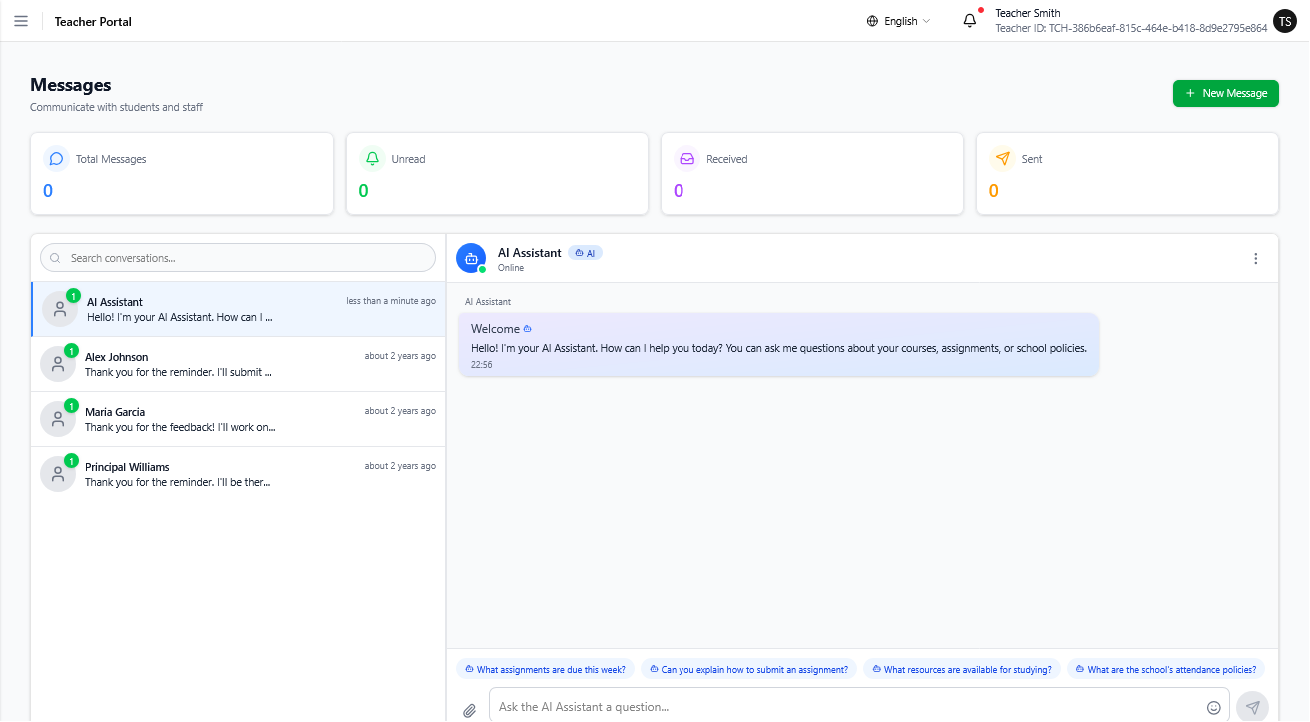 Teacher Portal
English
Teacher Smith
Teacher ID: TCH-386b6eaf-815c-464e-b418-8d9e2795e864
TS
Messages
Communicate with students and staff
New Message
Total Messages
0
Unread
0
Received
0
Sent
0
Search conversations...
1
AI Assistant
less than a minute ago
Hello! I'm your AI Assistant. How can I ...
1
Alex Johnson
about 2 years ago
Thank you for the reminder. I'll submit ...
1
Maria Garcia
about 2 years ago
Thank you for the feedback! I'll work on...
1
Principal Williams
about 2 years ago
Thank you for the reminder. I'll be ther...
AI Assistant
AI
Online
AI Assistant
Welcome
Hello! I'm your AI Assistant. How can I help you today? You can ask me questions about your courses, assignments, or school policies.
22:56
What assignments are due this week?
Can you explain how to submit an assignment?
What resources are available for studying?
What are the school's attendance policies?
Ask the AI Assistant a question...